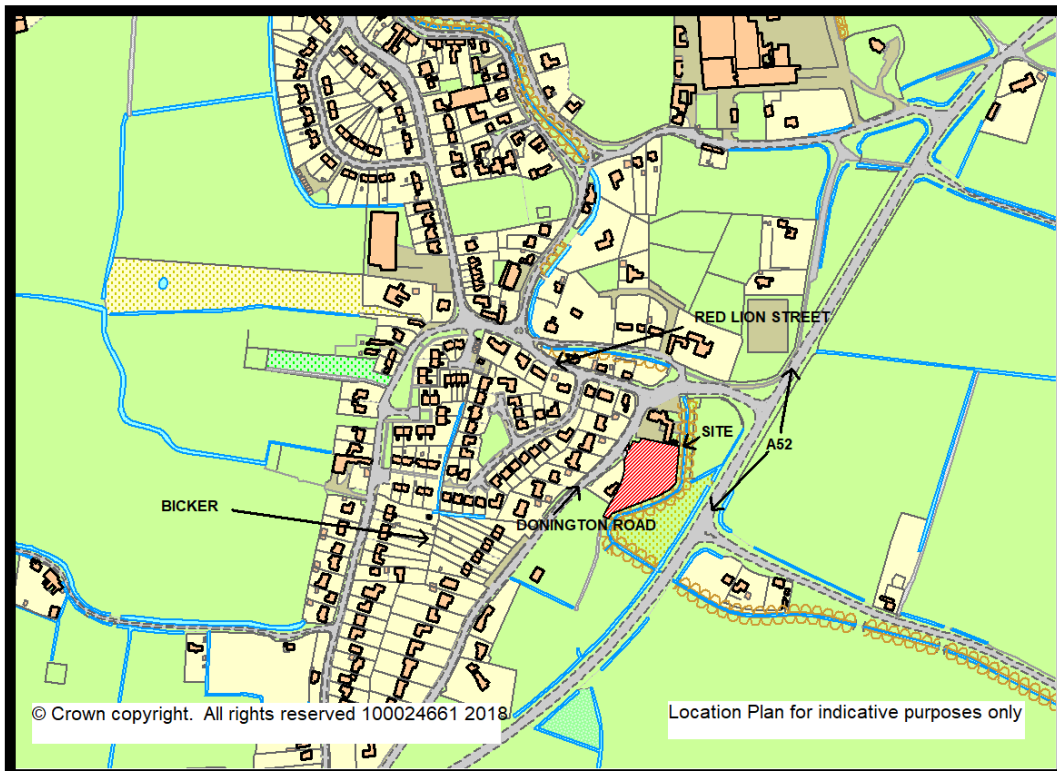 RED LION STREET
SITE
A52
BICKER
DONINGTON ROAD
© Crown copyright. All rights reserved 100024661 2018
Location Plan for indicative purposes only